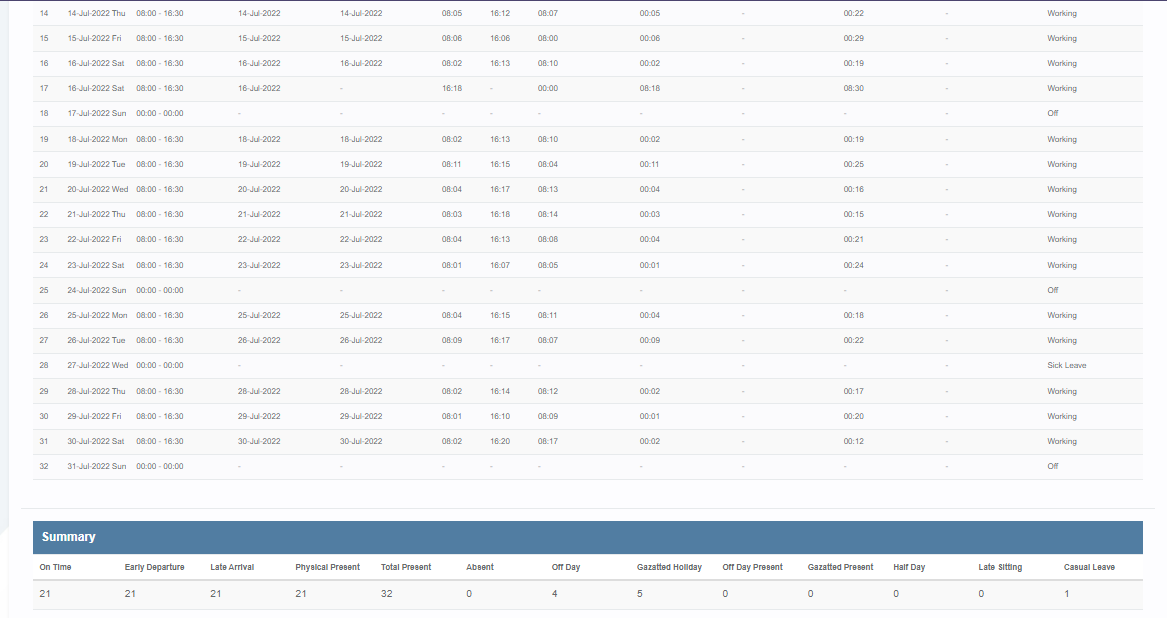 14 14-Jul-2022 Thu 08:00 - 16:30 14-Jul-2022 14-Jul-2022 08:05 16:12 08:07 00:05 - 00:22 - Working
15 15-Jul-2022 Fri 08:00 - 16:30 15-Jul-2022 15-Jul-2022 08:06 16:06 08:00 00:06 - 00:29 - Working
16 16-Jul-2022 Sat 08:00 - 16:30 16-Jul-2022 16-Jul-2022 08:02 16:13 08:10 00:02 - 00:19 - Working
17 16-Jul-2022 Sat 08:00 - 16:30 16-Jul-2022 - 16:18 - 00:00 08:18 - 08:30 - Working
18 17-Jul-2022 Sun 00:00 - 00:00 - - - - - - - - - Off
19 18-Jul-2022 Mon 08:00 - 16:30 18-Jul-2022 18-Jul-2022 08:02 16:13 08:10 00:02 - 00:19 - Working
20 19-Jul-2022 Tue 08:00 - 16:30 19-Jul-2022 19-Jul-2022 08:11 16:15 08:04 00:11 - 00:25 - Working
21 20-Jul-2022 Wed 08:00 - 16:30 20-Jul-2022 20-Jul-2022 08:04 16:17 08:13 00:04 - 00:16 - Working
22 21-Jul-2022 Thu 08:00 - 16:30 21-Jul-2022 21-Jul-2022 08:03 16:18 08:14 00:03 - 00:15 - Working
23 22-Jul-2022 Fri 08:00 - 16:30 22-Jul-2022 22-Jul-2022 08:04 16:13 08:08 00:04 - 00:21 - Working
24 23-Jul-2022 Sat 08:00 - 16:30 23-Jul-2022 23-Jul-2022 08:01 16:07 08:05 00:01 - 00:24 - Working
25 24-Jul-2022 Sun 00:00 - 00:00 - - - - - - - - - Off
26 25-Jul-2022 Mon 08:00 - 16:30 25-Jul-2022 25-Jul-2022 08:04 16:15 08:11 00:04 - 00:18 - Working
27 26-Jul-2022 Tue 08:00 - 16:30 26-Jul-2022 26-Jul-2022 08:09 16:17 08:07 00:09 - 00:22 - Working
28 27-Jul-2022 Wed 00:00 - 00:00 - - - - - - - - - Sick Leave
29 28-Jul-2022 Thu 08:00 - 16:30 28-Jul-2022 28-Jul-2022 08:02 16:14 08:12 00:02 - 00:17 - Working
30 29-Jul-2022 Fri 08:00 - 16:30 29-Jul-2022 29-Jul-2022 08:01 16:10 08:09 00:01 - 00:20 - Working
31 30-Jul-2022 Sat 08:00 - 16:30 30-Jul-2022 30-Jul-2022 08:02 16:20 08:17 00:02 - 00:12 - Working
32 31-Jul-2022 Sun 00:00 - 00:00 - - - - - - - - - Off
Summary
On Time Early Departure Late Arrival Physical Present Total Present Absent Off Day Gazatted Holiday Off Day Present Gazatted Present Half Day Late Sitting Casual Leave
21 21 21 21 32 0 4 5 0 0 0 0 1